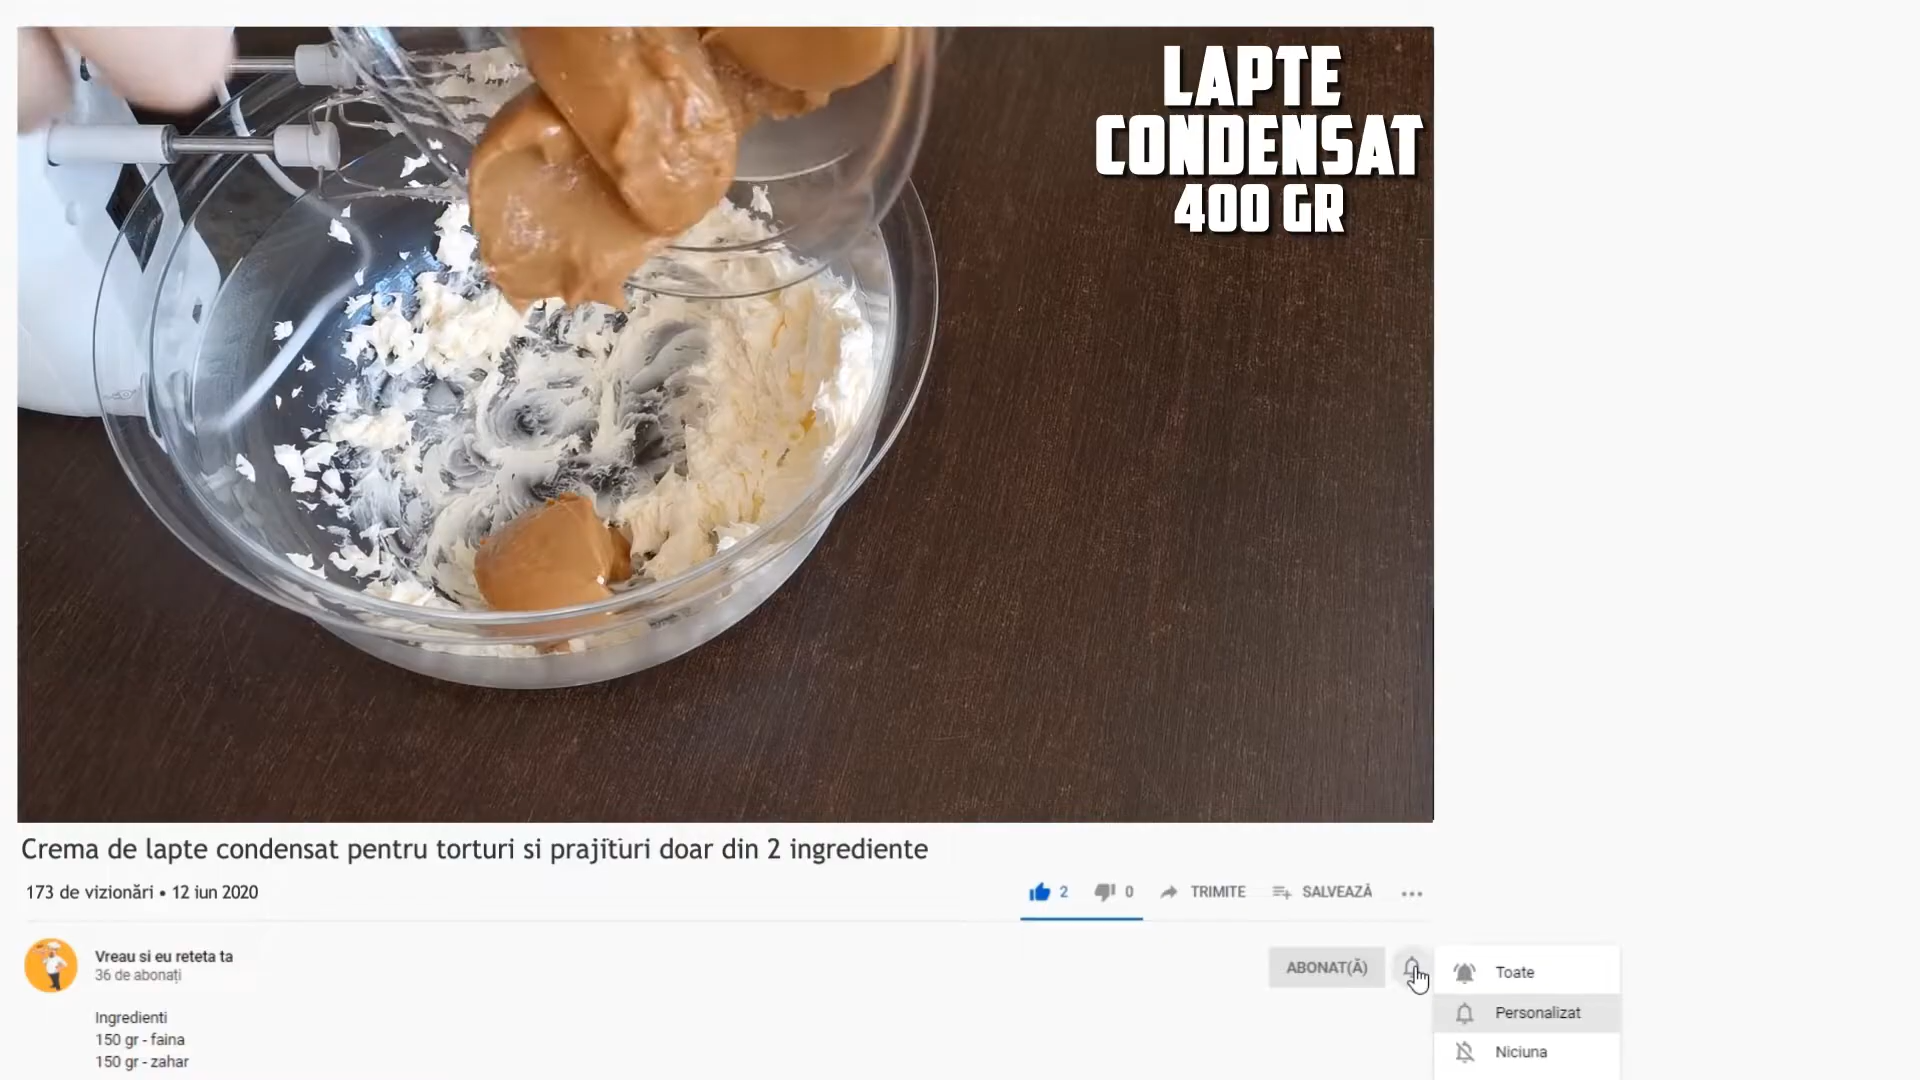 LAPTE
CONDENSAT
400 GR
Crema de lapte condensat pentru torturi si prajituri doar din 2 ingrediente
173 de vizionări • 12 iun 2020
2
0
TRIMITE
SALVEAZĂ
Vreau si eu reteta ta
36 de abonați
ABONAT(Ă)
Toate
Personalizat
Niciuna
Ingredienti
150 gr - faina
150 gr - zahar